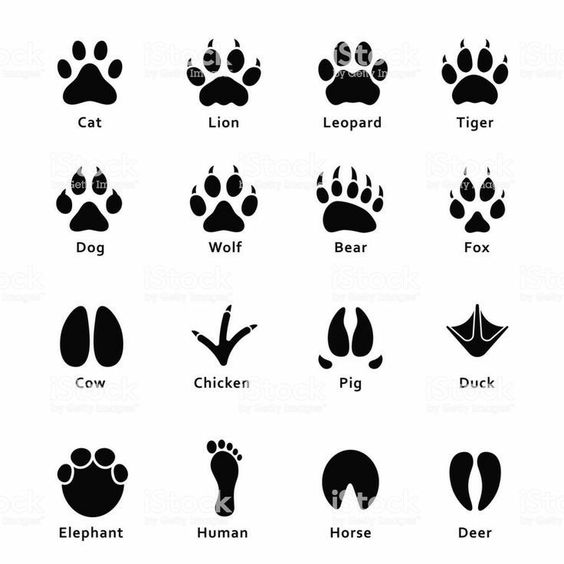 iStock
by Getty Images
Cat
Lion
Leopard
Tiger
Dog
Wolf
Bear
Fox
Cow
Chicken
Pig
Duck
Elephant
Human
Horse
Deer